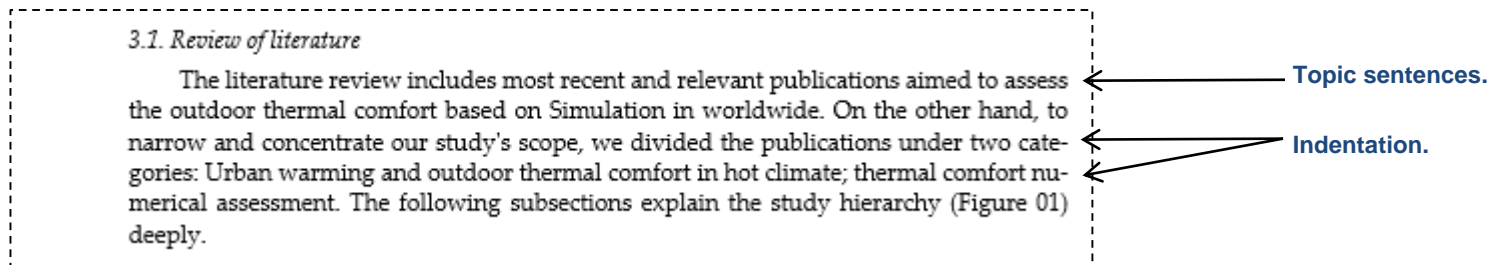 3.1. Review of literature
The literature review includes most recent and relevant publications aimed to assess
the outdoor thermal comfort based on Simulation in worldwide. On the other hand, to
narrow and concentrate our study's scope, we divided the publications under two cate-
gories: Urban warming and outdoor thermal comfort in hot climate; thermal comfort nu-
merical assessment. The following subsections explain the study hierarchy (Figure 01)
deeply.
Topic sentences.
Indentation.